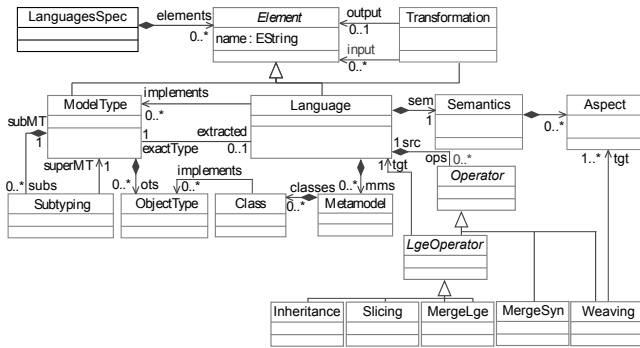 LanguagesSpec elements 0..* Element output 0..1 Transformation
name : EString input 0..*
implements 0..*
ModelType Language sem 1 Semantics 0..* Aspect
subMT 1 1 extracted 0..1 exactType 1 src ops 0..* 1..* tgt
superMT 1 implements 1 tgt Operator
0..* subs 0..* ots 0..* classes 0..* 0..* mms
Subtyping ObjectType Class Metamodel
LgeOperator
Inheritance Slicing MergeLge MergeSyn Weaving